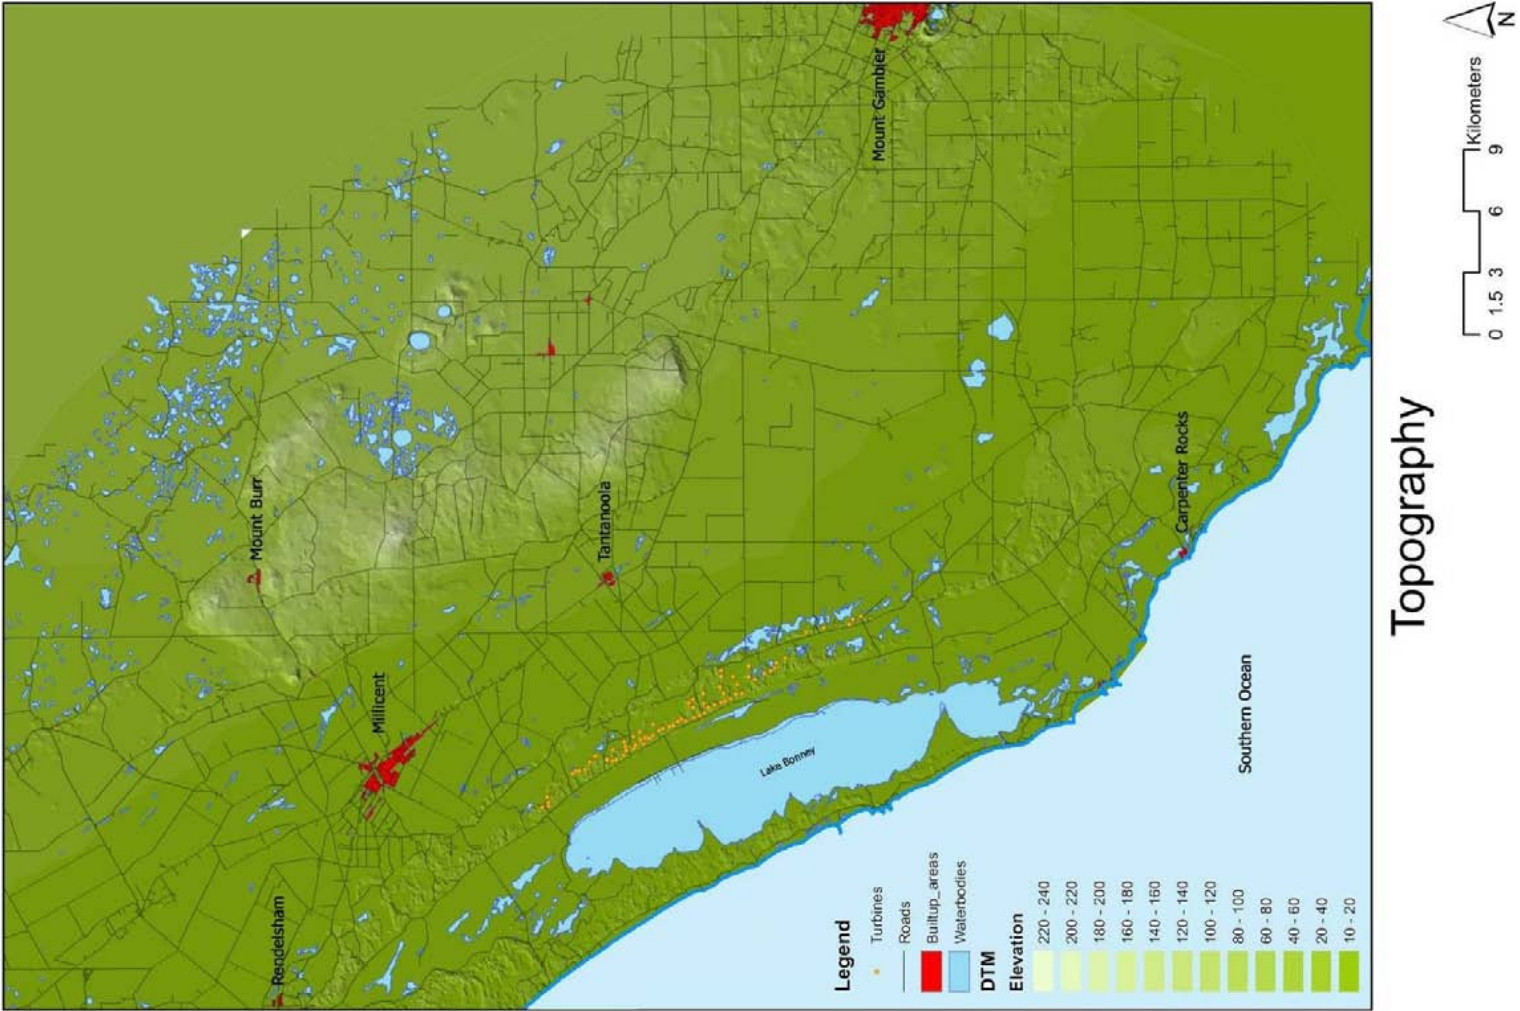 Topography
N
0 1.5 3 6 9
Kilometers
Mount Gambier
Mount Burr
Tantanoola
Millicent
Rendelsham
Carpenter Rocks
Lake Bonney
Southern Ocean
Legend
Turbines
Roads
Builtup_areas
Waterbodies
DTM
Elevation
220 - 240
200 - 220
180 - 200
160 - 180
140 - 160
120 - 140
100 - 120
80 - 100
60 - 80
40 - 60
20 - 40
10 - 20